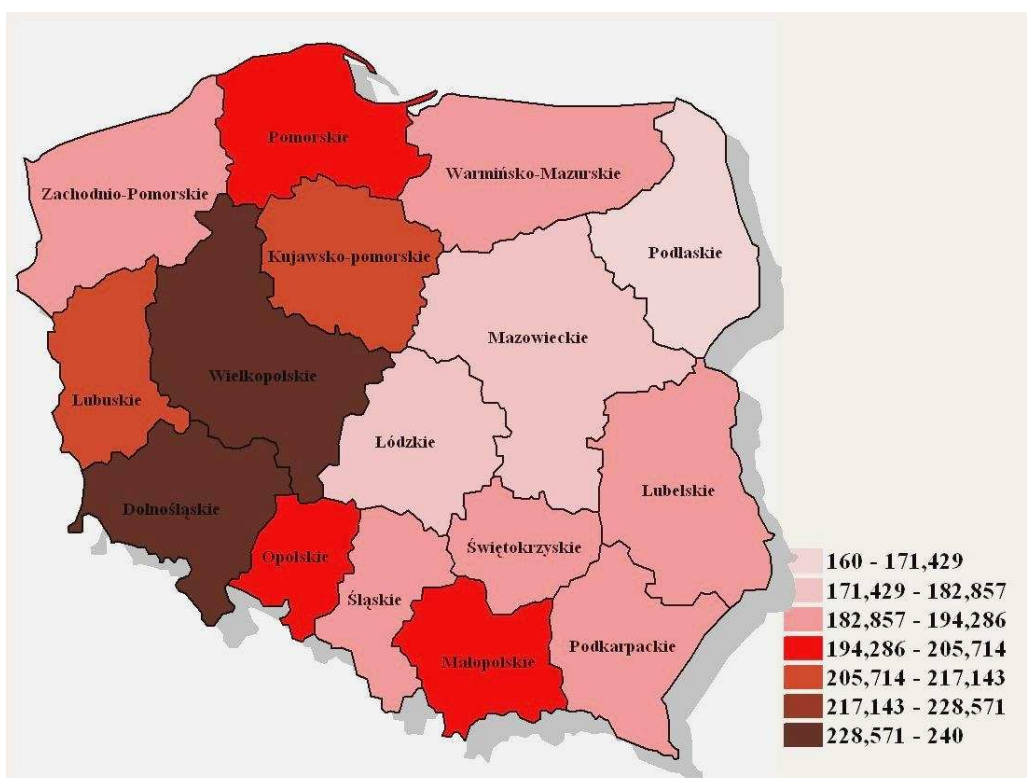 Pomorskie
Warmińsko-Mazurskie
Zachodnio-Pomorskie
Podlaskie
Kujawsko-pomorskie
Mazowieckie
Wielkopolskie
Lubuskie
Łódzkie
Lubelskie
Dolnośląskie
Świętokrzyskie
Opolskie
Śląskie
Podkarpackie
Małopolskie
160 - 171,429
171,429 - 182,857
182,857 - 194,286
194,286 - 205,714
205,714 - 217,143
217,143 - 228,571
228,571 - 240